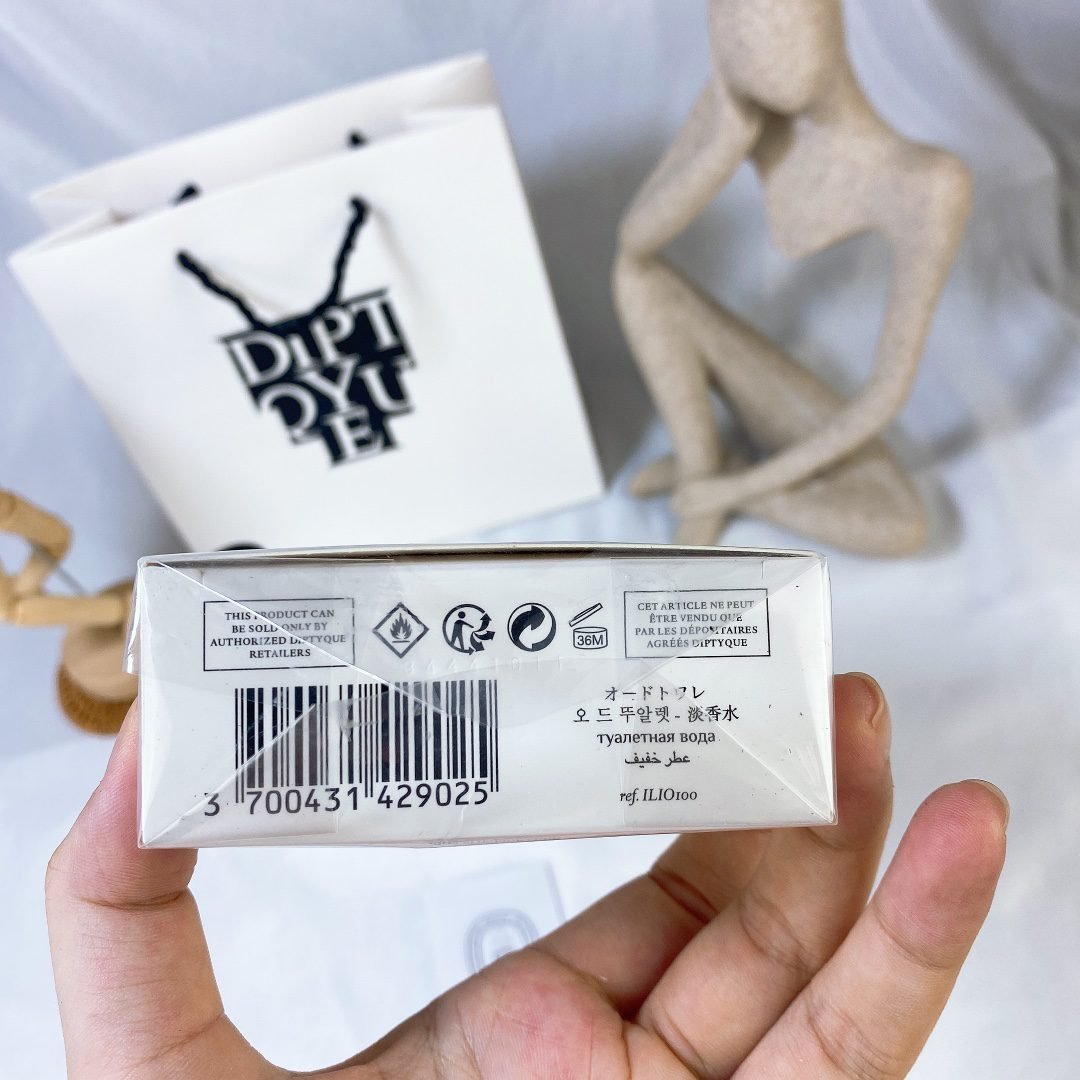 DIPT
QYU
E
THIS PRODUCT CAN
BE SOLD ONLY BY
AUTHORIZED DIPTYQUE
RETAILERS
36M
CET ARTICLE NE PEUT
ÊTRE VENDU QUE
PAR LES DÉPOSITAIRES
AGRÉÉS DIPTYQUE
3 700431 429025
オードトワレ
오 드 뚜알렛 - 淡香水
туалетная вода
عطر خفيف
ref. ILIO100